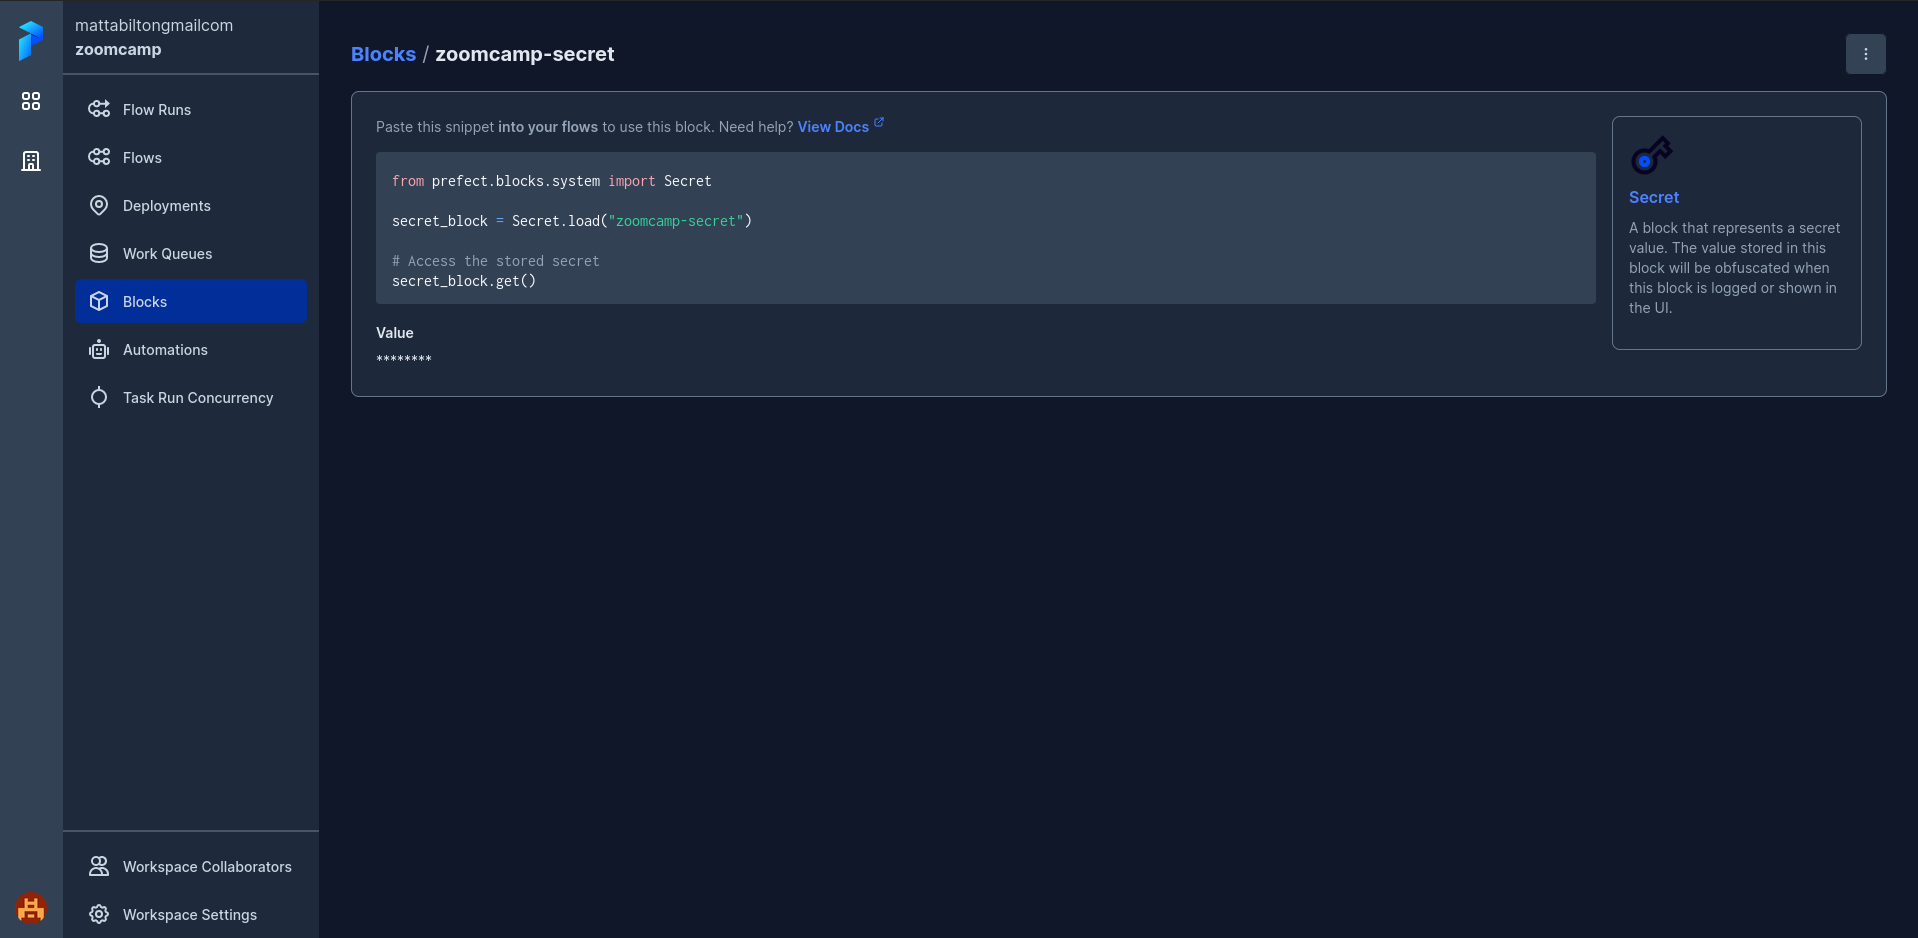 mattabiltongmailcom
zoomcamp
Flow Runs
Flows
Deployments
Work Queues
Blocks
Automations
Task Run Concurrency
Workspace Collaborators
Workspace Settings
Blocks / zoomcamp-secret
Paste this snippet into your flows to use this block. Need help? View Docs
from prefect.blocks.system import Secret
secret_block = Secret.load("zoomcamp-secret")
# Access the stored secret
secret_block.get()
Value
********
Secret
A block that represents a secret
value. The value stored in this
block will be obfuscated when
this block is logged or shown in
the UI.